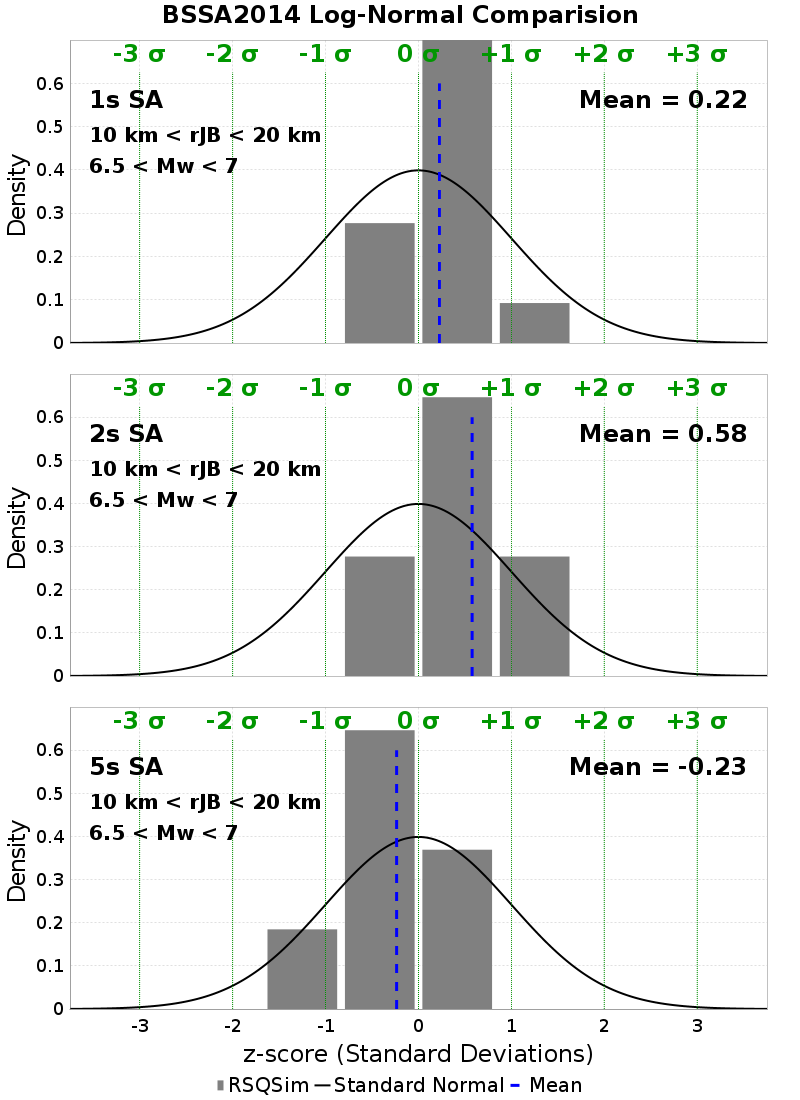 BSSA2014 Log-Normal Comparision
-3 σ -2 σ -1 σ 0 σ +1 σ +2 σ +3 σ
1s SA Mean = 0.22
10 km < rJB < 20 km
6.5 < Mw < 7
Density
0.6
0.5
0.4
0.3
0.2
0.1
0
-3 σ -2 σ -1 σ 0 σ +1 σ +2 σ +3 σ
2s SA Mean = 0.58
10 km < rJB < 20 km
6.5 < Mw < 7
Density
0.6
0.5
0.4
0.3
0.2
0.1
0
-3 σ -2 σ -1 σ 0 σ +1 σ +2 σ +3 σ
5s SA Mean = -0.23
10 km < rJB < 20 km
6.5 < Mw < 7
Density
0.6
0.5
0.4
0.3
0.2
0.1
0
-3 -2 -1 0 1 2 3
z-score (Standard Deviations)
RSQSim Standard Normal Mean